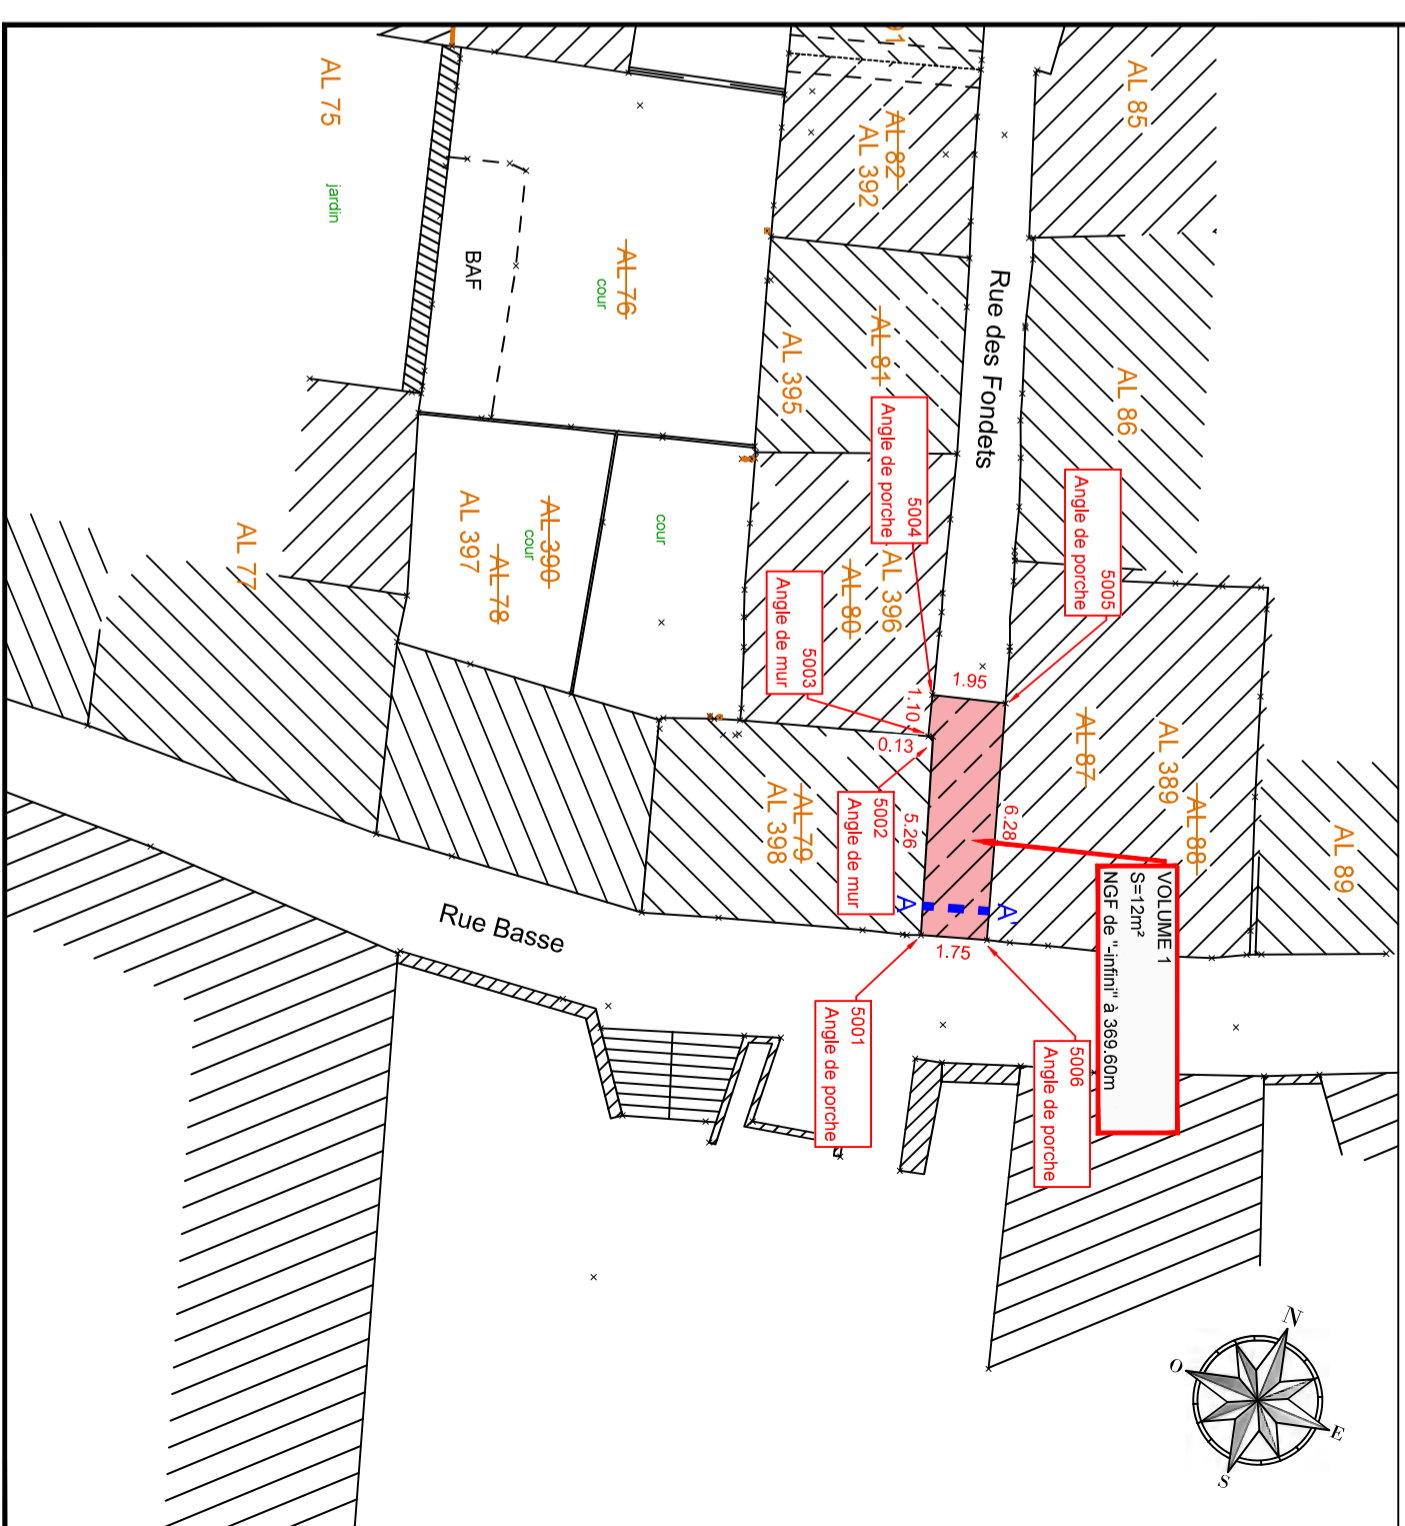 91
AL 85
AL 75
AL 82
AL 392
jardin
BAF
AL 76
cour
Rue des Fondets
AL 81
AL 395
AL 86
5004
Angle de porche
5005
Angle de porche
AL 390
cour
AL 78
AL 397
cour
AL 77
AL 396
AL 80
5003
Angle de mur
1.95
1.10
0.13
AL 87
AL 389
AL 88
AL 79
AL 398
5002
Angle de mur
5.26
6.28
AL 89
A
A'
VOLUME 1
S=12m²
NGF de "-infini" à 369.60m
Rue Basse
1.75
5001
Angle de porche
5006
Angle de porche
N
O
E
S